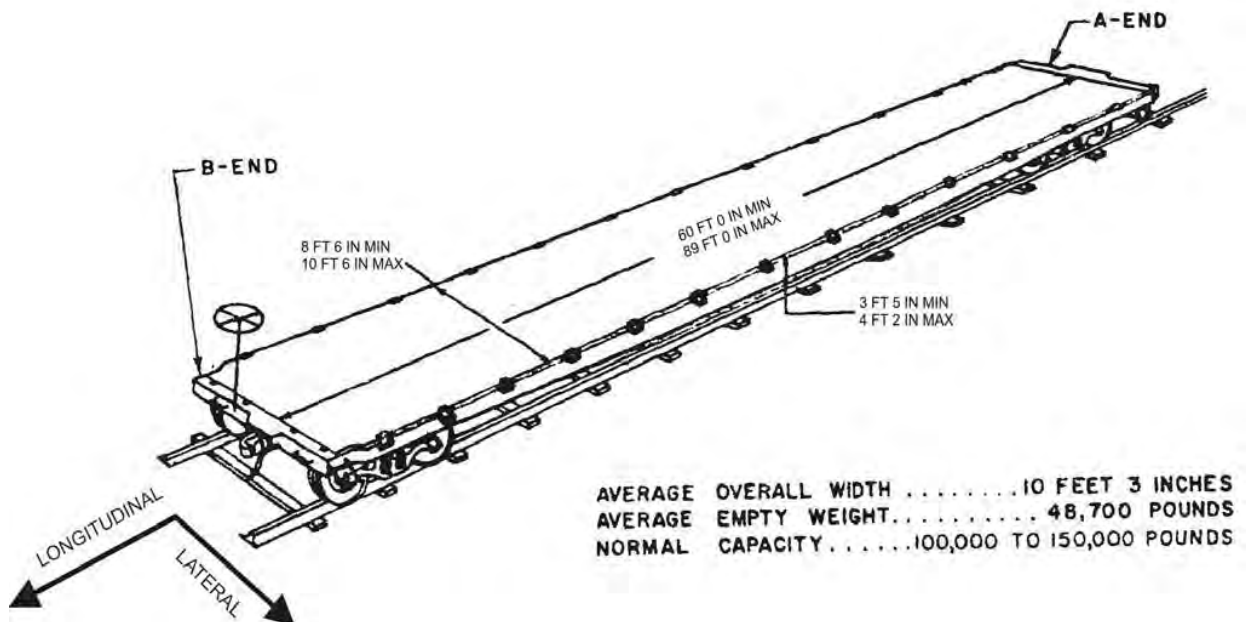 A-END
B-END
8 FT 6 IN MIN
10 FT 6 IN MAX
60 FT 0 IN MIN
89 FT 0 IN MAX
3 FT 5 IN MIN
4 FT 2 IN MAX
LONGITUDINAL
LATERAL
AVERAGE OVERALL WIDTH ........10 FEET 3 INCHES
AVERAGE EMPTY WEIGHT........... 48,700 POUNDS
NORMAL CAPACITY......100,000 TO 150,000 POUNDS